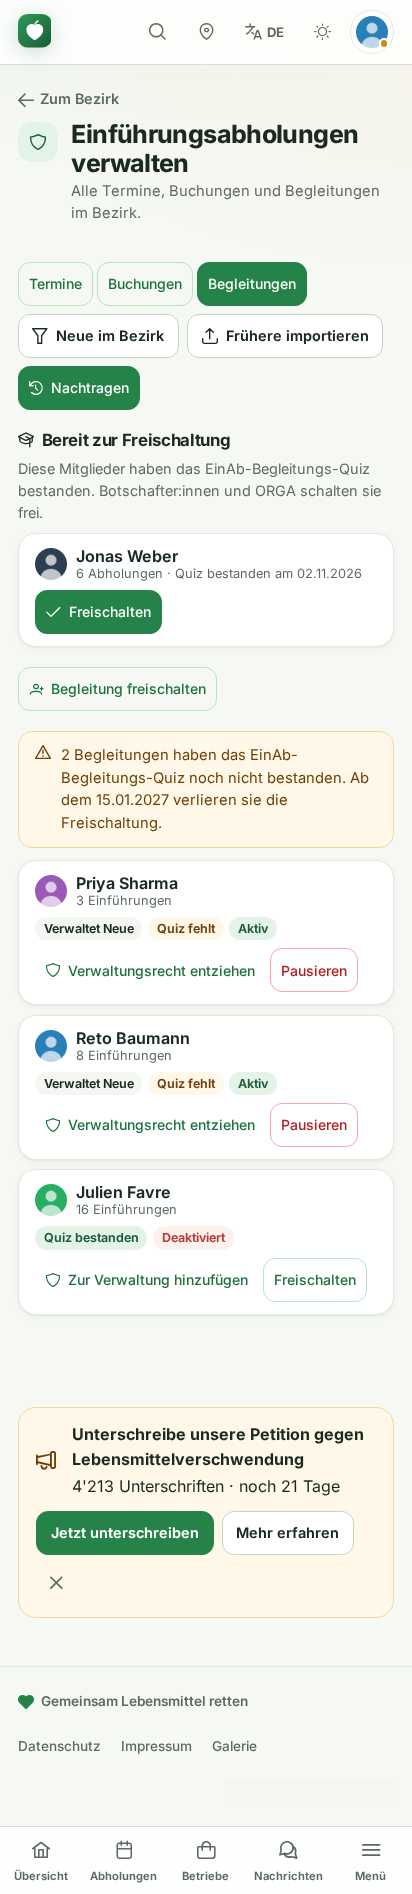 DE
Zum Bezirk
Einführungsabholungen
verwalten
Alle Termine, Buchungen und Begleitungen
im Bezirk.
Termine
Buchungen
Begleitungen
Neue im Bezirk
Frühere importieren
Nachtragen
Bereit zur Freischaltung
Diese Mitglieder haben das EinAb-Begleitungs-Quiz
bestanden. Botschafter:innen und ORGA schalten sie
frei.
Jonas Weber
6 Abholungen · Quiz bestanden am 02.11.2026
Freischalten
Begleitung freischalten
2 Begleitungen haben das EinAb-
Begleitungs-Quiz noch nicht bestanden. Ab
dem 15.01.2027 verlieren sie die
Freischaltung.
Priya Sharma
3 Einführungen
Verwaltet Neue
Quiz fehlt
Aktiv
Verwaltungsrecht entziehen
Pausieren
Reto Baumann
8 Einführungen
Verwaltet Neue
Quiz fehlt
Aktiv
Verwaltungsrecht entziehen
Pausieren
Julien Favre
16 Einführungen
Quiz bestanden
Deaktiviert
Zur Verwaltung hinzufügen
Freischalten
Unterschreibe unsere Petition gegen
Lebensmittelverschwendung
4'213 Unterschriften · noch 21 Tage
Jetzt unterschreiben
Mehr erfahren
Gemeinsam Lebensmittel retten
Datenschutz
Impressum
Galerie
Übersicht
Abholungen
Betriebe
Nachrichten
Menü